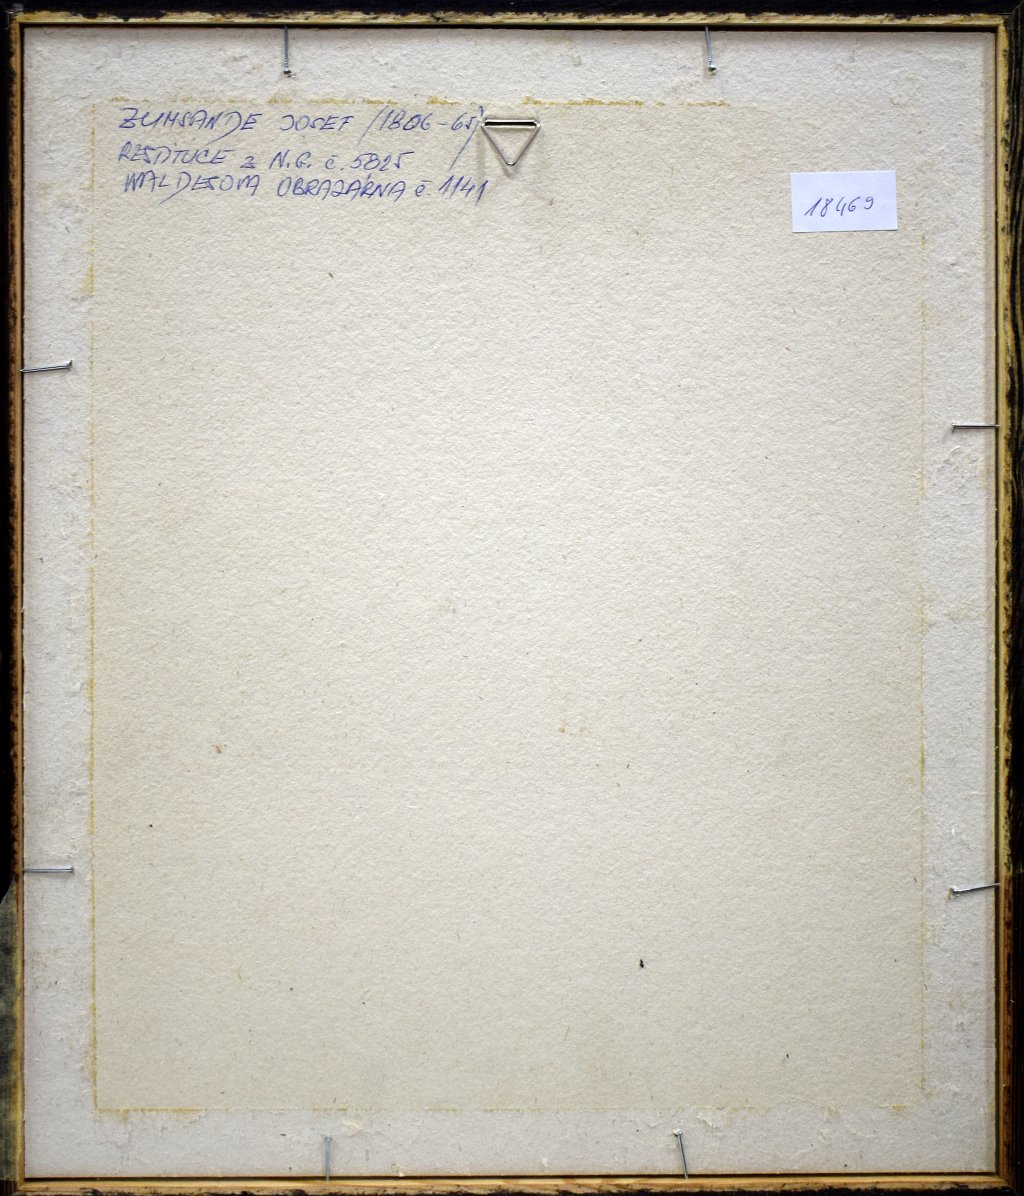 ZUMSANDE JOSEF (1806-65)
RESTITUCE z N.G. č. 5825
WALDESOVA OBRAZÁRNA č 1141
18469